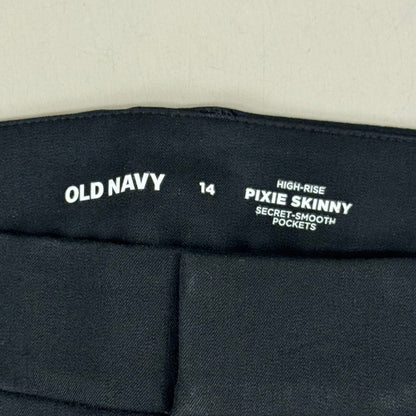 OLD NAVY
14
HIGH-RISE
PIXIE SKINNY
SECRET-SMOOTH
POCKETS